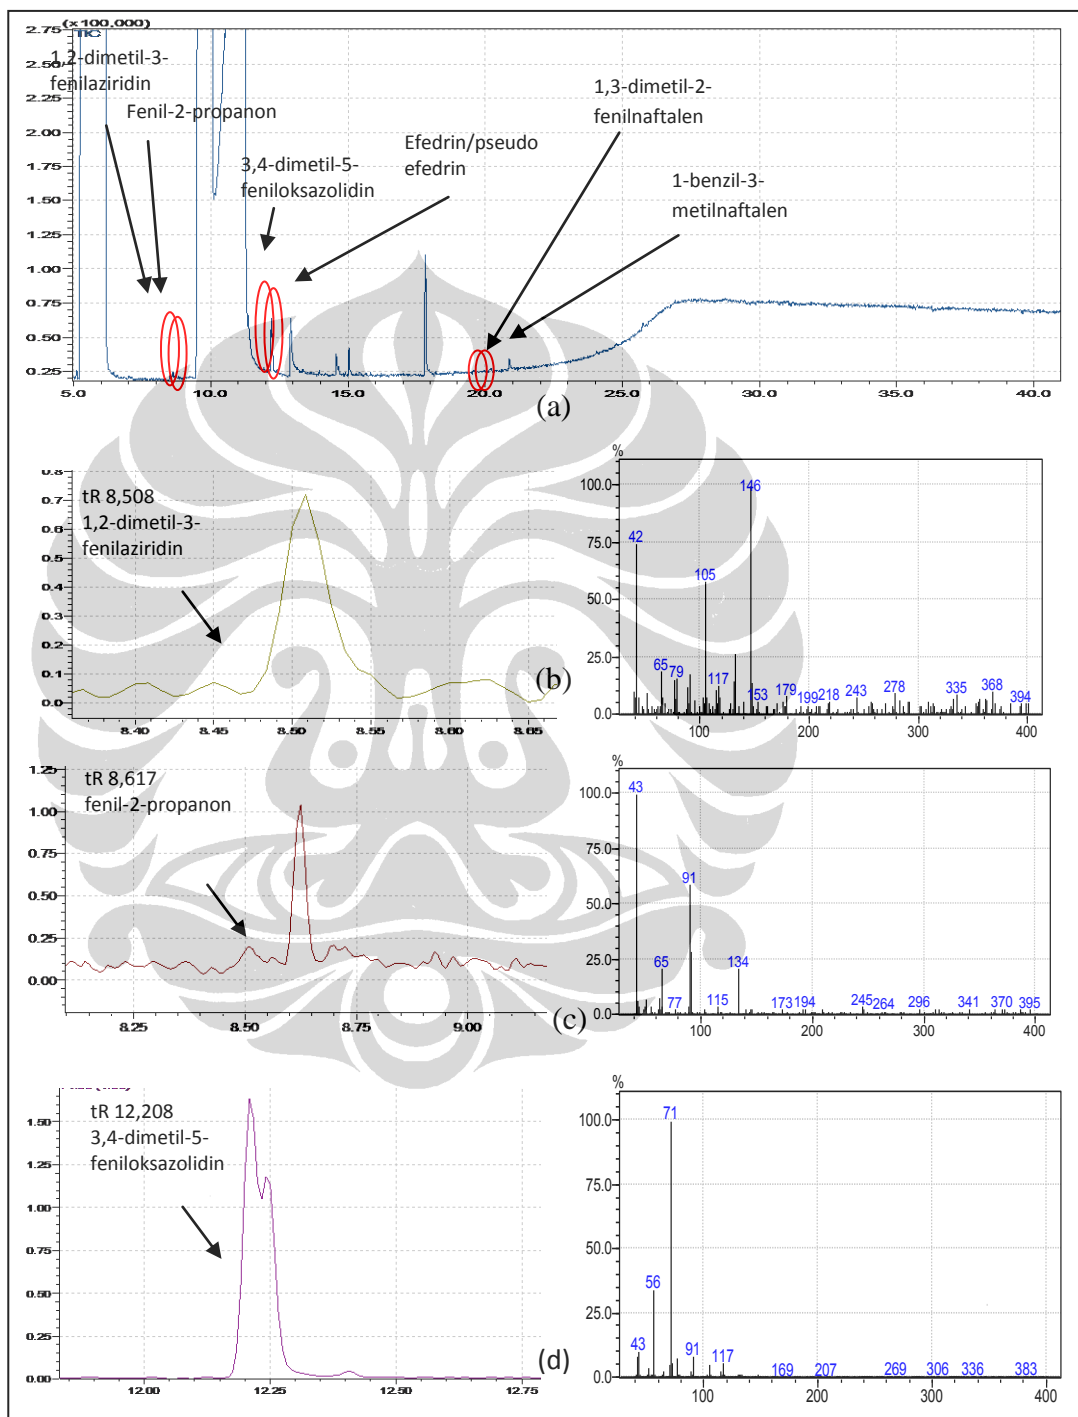 (x100,000)
TIC
2.75
2.50
2.25
2.00
1.75
1.50
1.25
1.00
0.75
0.50
0.25
5.0 10.0 15.0 20.0 25.0 30.0 35.0 40.0
1,2-dimetil-3-
fenilaziridin
Fenil-2-propanon
3,4-dimetil-5-
feniloksazolidin
Efedrin/pseudo
efedrin
1,3-dimetil-2-
fenilnaftalen
1-benzil-3-
metilnaftalen
(a)
tR 8,508
1,2-dimetil-3-
fenilaziridin
0.8
0.7
0.6
0.5
0.4
0.3
0.2
0.1
0.0
8.40 8.45 8.50 8.55 8.60 8.65
(b)
%
100.0
75.0
50.0
25.0
0.0
42 65 79 105 117 146 153 179 199 218 243 278 335 368 394
100 200 300 400
tR 8,617
fenil-2-propanon
1.25
1.00
0.75
0.50
0.25
0.00
8.25 8.50 8.75 9.00
(c)
%
100.0
75.0
50.0
25.0
0.0
43 65 77 91 115 134 173 194 245 264 296 341 370 395
100 200 300 400
tR 12,208
3,4-dimetil-5-
feniloksazolidin
1.50
1.25
1.00
0.75
0.50
0.25
0.00
12.00 12.25 12.50 12.75
(d)
%
100.0
75.0
50.0
25.0
0.0
43 56 71 91 117 169 207 269 306 336 383
100 200 300 400